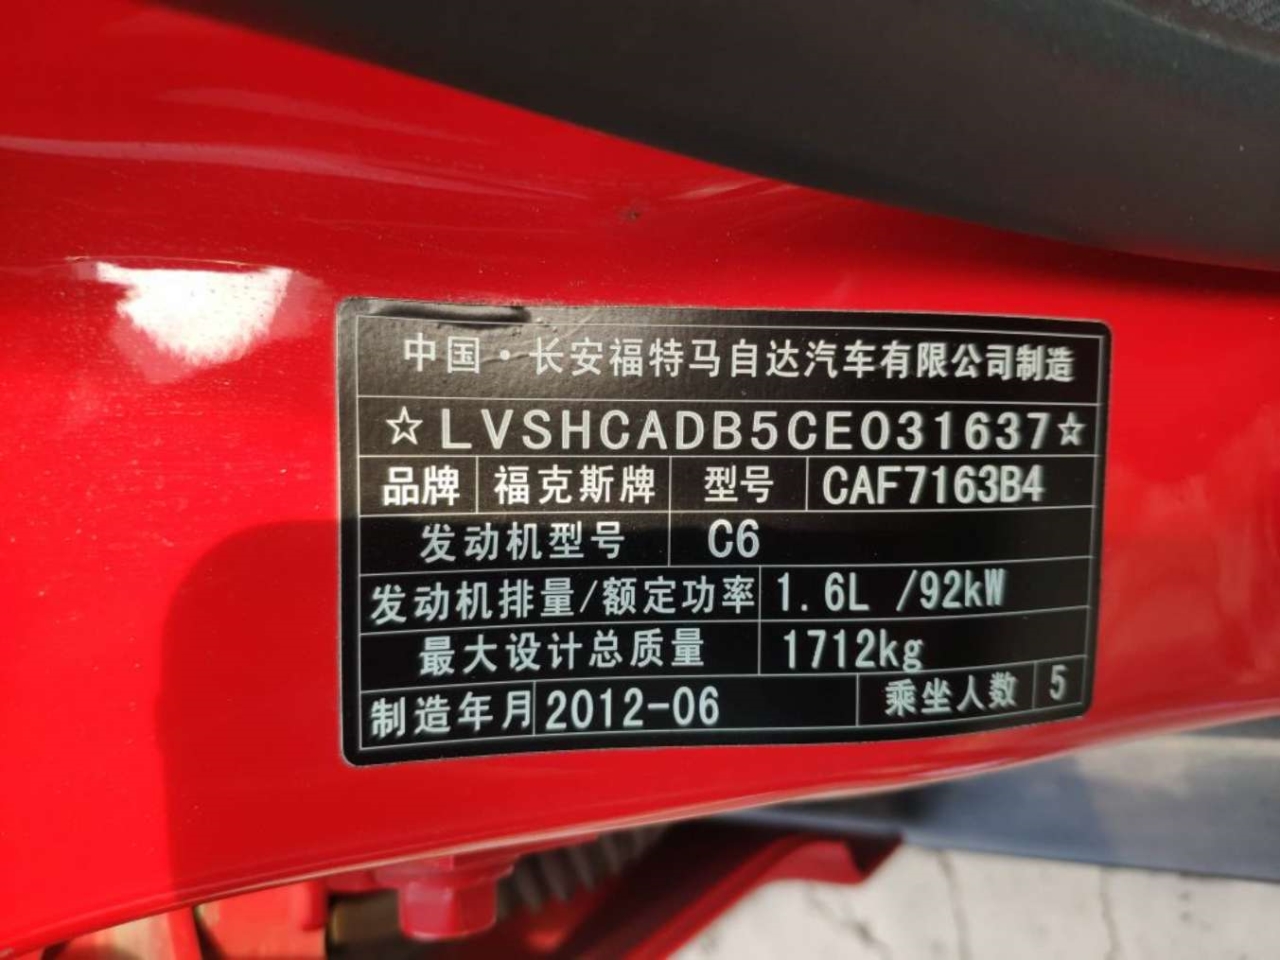 中国·长安福特马自达汽车有限公司制造
☆LVSHCADB5CE031637☆
品牌 福克斯牌 型号 CAF7163B4
发动机型号 C6
发动机排量/额定功率 1.6L /92kW
最大设计总质量 1712kg
制造年月 2012-06 乘坐人数 5